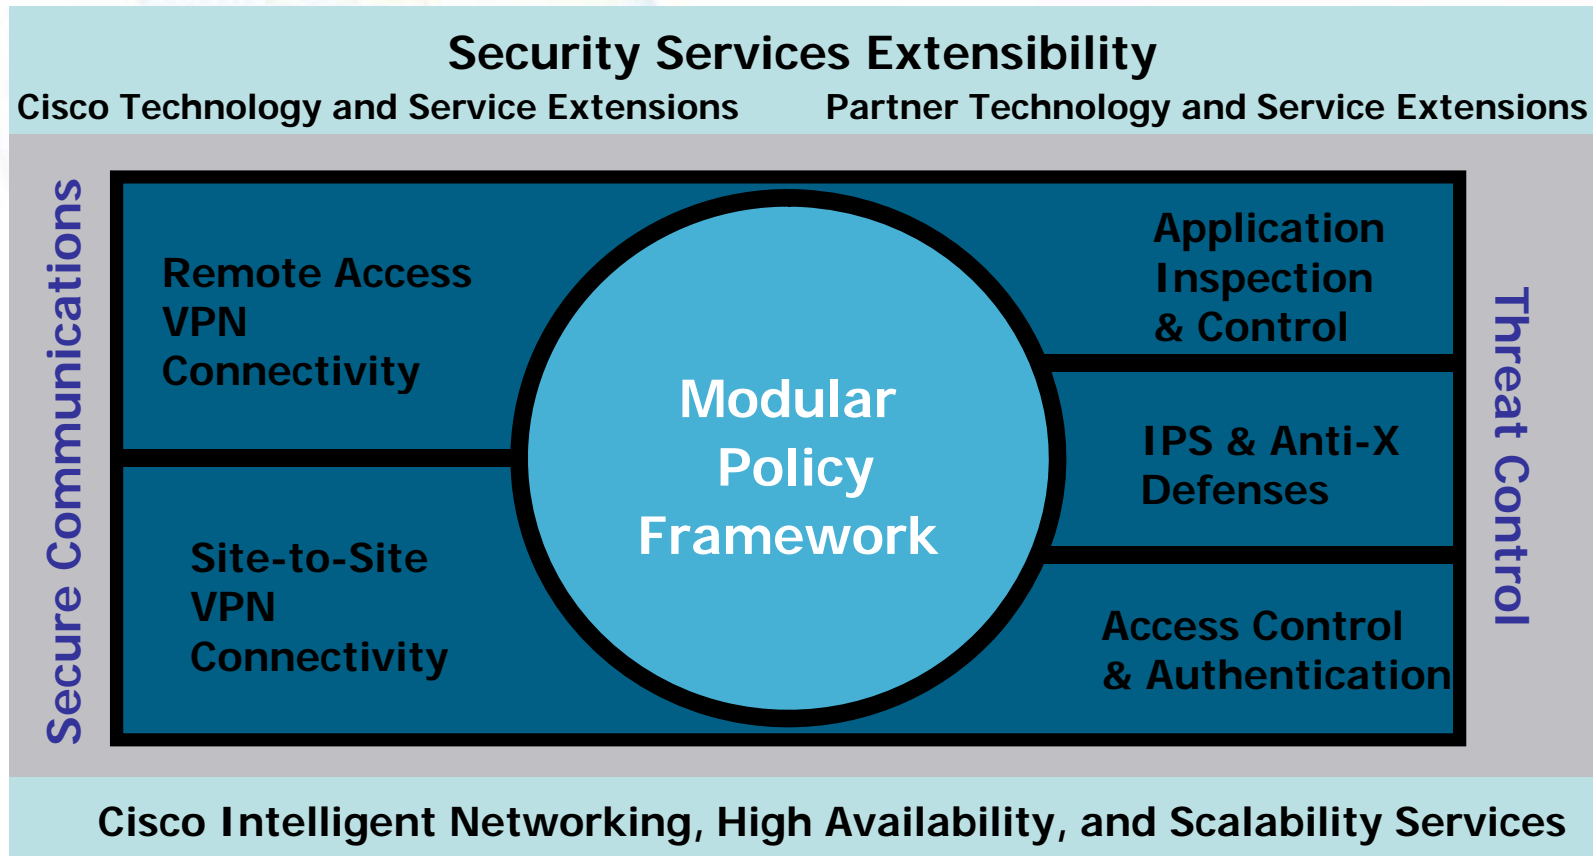 Security Services Extensibility
Cisco Technology and Service Extensions
Partner Technology and Service Extensions
Secure Communications
Remote Access
VPN
Connectivity
Site-to-Site
VPN
Connectivity
Modular
Policy
Framework
Application
Inspection
& Control
IPS & Anti-X
Defenses
Access Control
& Authentication
Threat Control
Cisco Intelligent Networking, High Availability, and Scalability Services